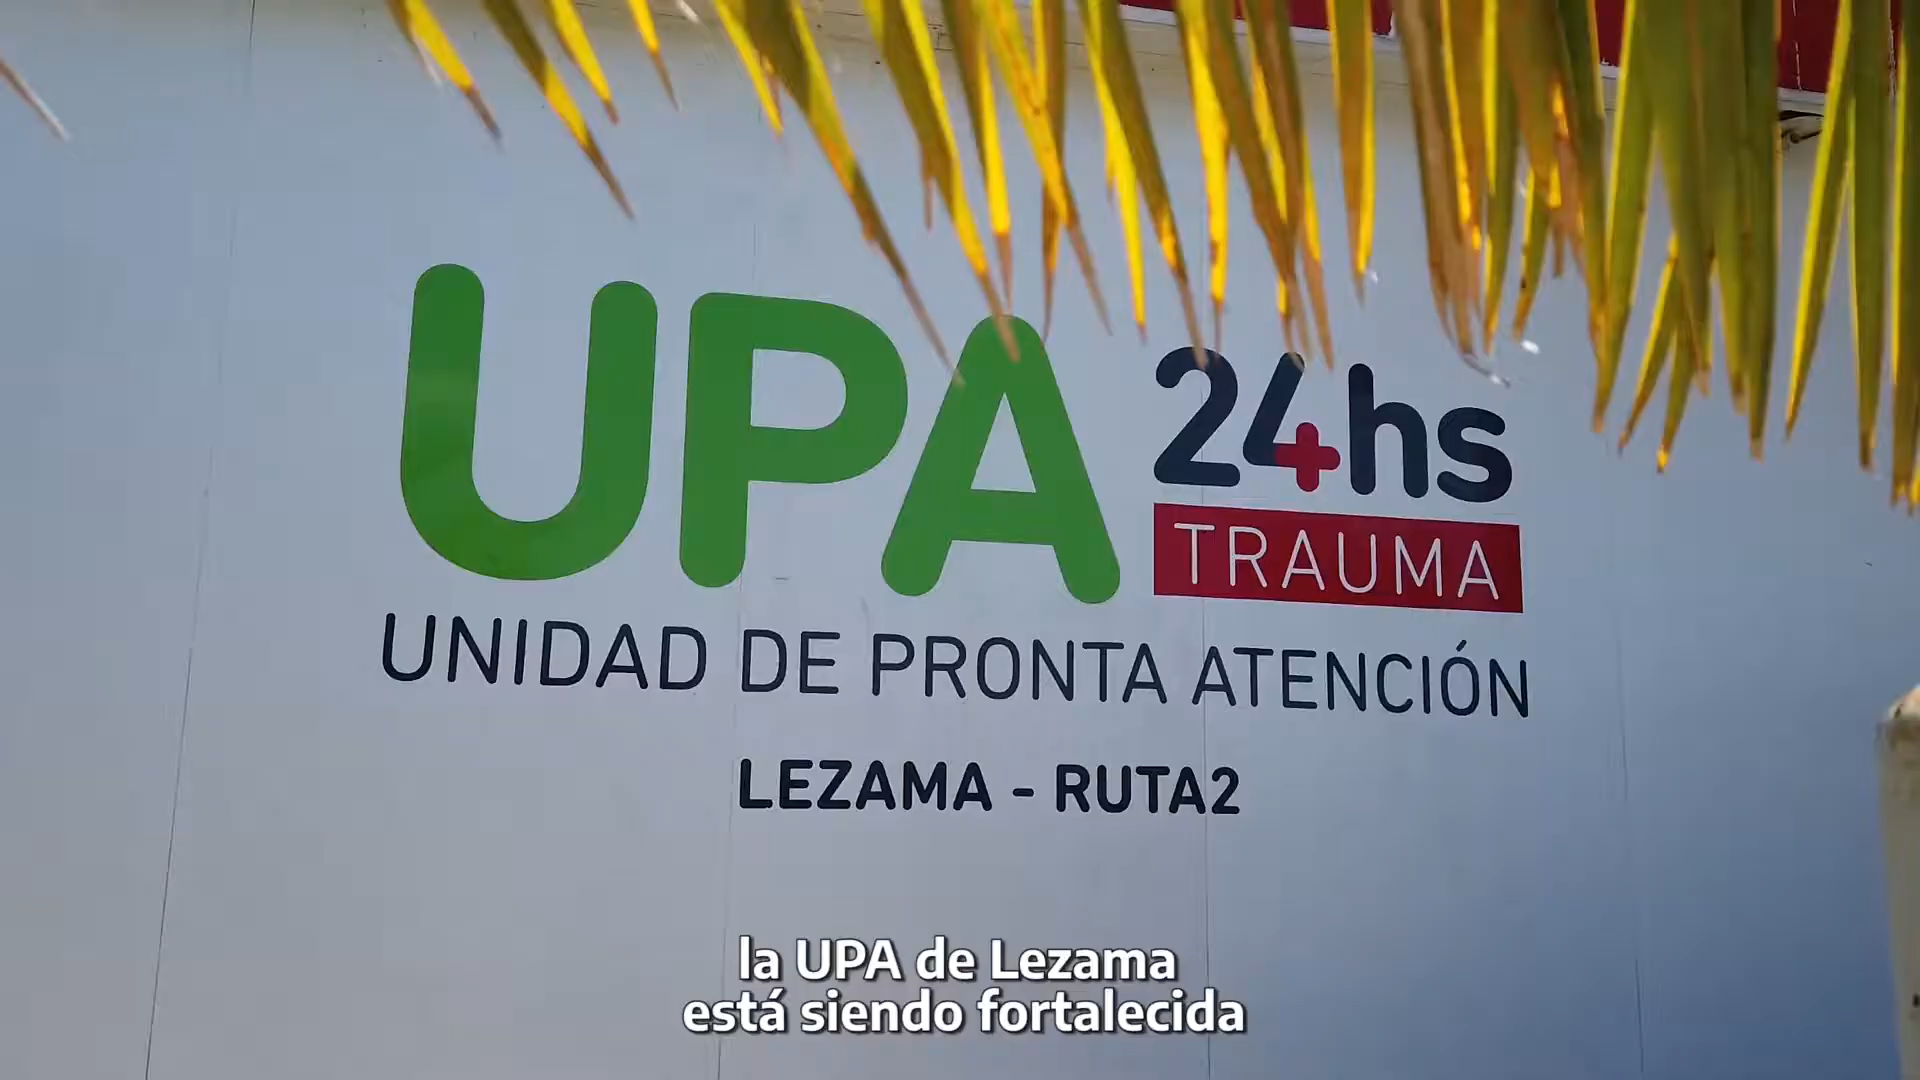 UPA 24hs
TRAUMA
UNIDAD DE PRONTA ATENCIÓN
LEZAMA - RUTA2
la UPA de Lezama
está siendo fortalecida